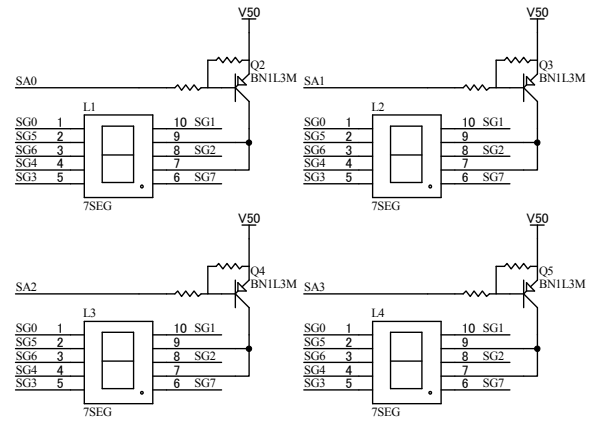 V50
Q2
BN1L3M
SA0
L1
SG0 1 10 SG1
SG5 2 9
SG6 3 8 SG2
SG4 4 7
SG3 5 6 SG7
7SEG
V50
Q3
BN1L3M
SA1
L2
SG0 1 10 SG1
SG5 2 9
SG6 3 8 SG2
SG4 4 7
SG3 5 6 SG7
7SEG
V50
Q4
BN1L3M
SA2
L3
SG0 1 10 SG1
SG5 2 9
SG6 3 8 SG2
SG4 4 7
SG3 5 6 SG7
7SEG
V50
Q5
BN1L3M
SA3
L4
SG0 1 10 SG1
SG5 2 9
SG6 3 8 SG2
SG4 4 7
SG3 5 6 SG7
7SEG